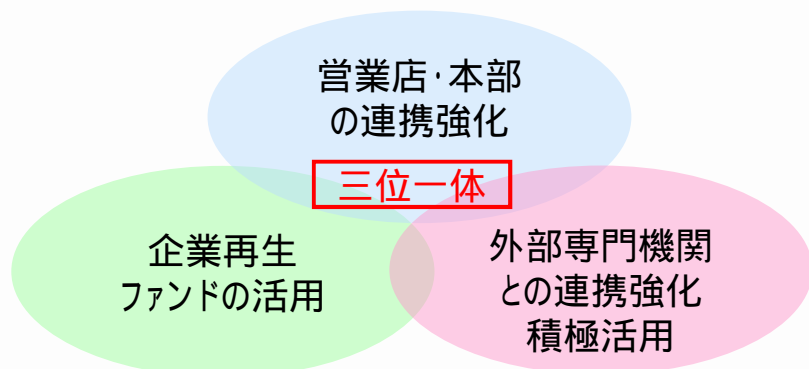 営業店・本部
の連携強化
三位一体
企業再生
ファンドの活用
外部専門機関
との連携強化
積極活用